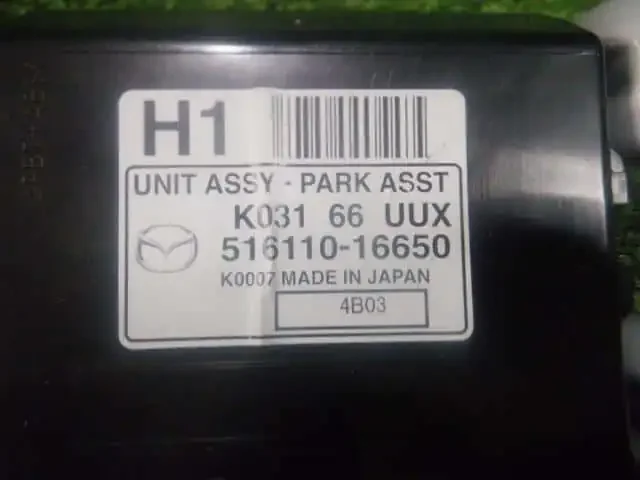 H1
UNIT ASSY - PARK ASST
K031 66 UUX
516110-16650
K0007 MADE IN JAPAN
4B03